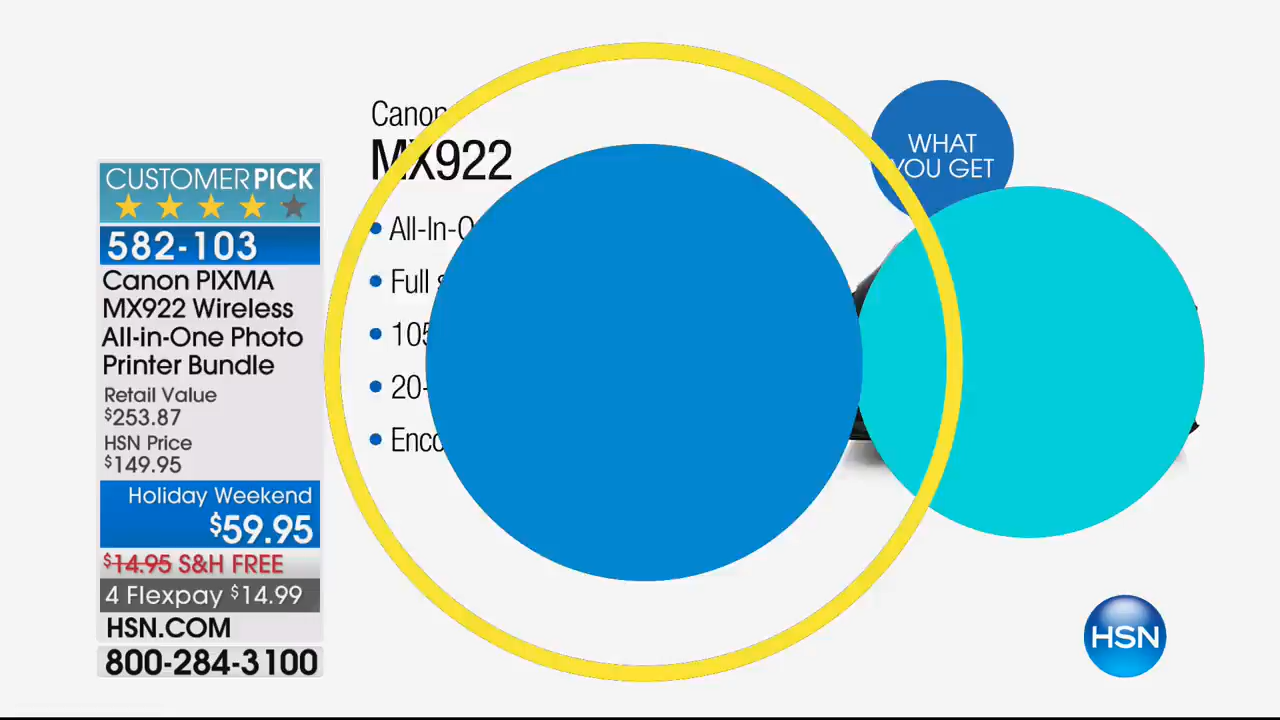 CUSTOMER PICK
582-103
Canon PIXMA
MX922 Wireless
All-in-One Photo
Printer Bundle
Retail Value
$253.87
HSN Price
$149.95
Holiday Weekend
$59.95
$14.95 S&H FREE
4 Flexpay $14.99
HSN.COM
800-284-3100
Canon
MX922
• All-In-O
• Full
• 105
• 20-
• Enco
WHAT
YOU GET
HSN